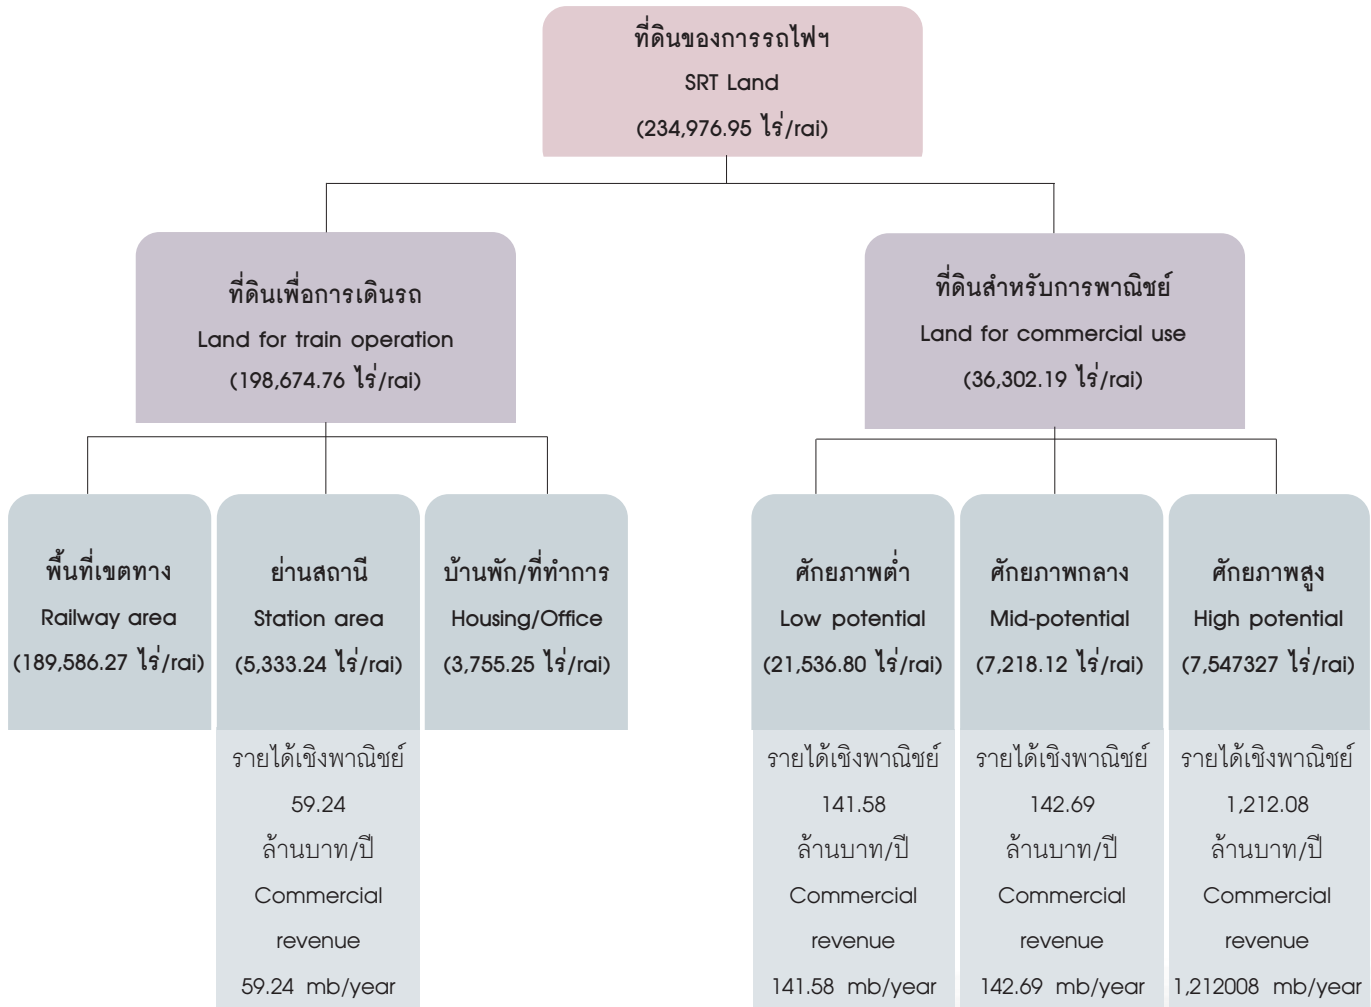 ที่ดินของการรถไฟฯ
SRT Land
(234,976.95 ไร่/rai)
ที่ดินเพื่อการเดินรถ
Land for train operation
(198,674.76 ไร่/rai)
ที่ดินสำหรับการพาณิชย์
Land for commercial use
(36,302.19 ไร่/rai)
พื้นที่เขตทาง
Railway area
(189,586.27 ไร่/rai)
ย่านสถานี
Station area
(5,333.24 ไร่/rai)
รายได้เชิงพาณิชย์
59.24
ล้านบาท/ปี
Commercial
revenue
59.24 mb/year
บ้านพัก/ที่ทำการ
Housing/Office
(3,755.25 ไร่/rai)
ศักยภาพต่ำ
Low potential
(21,536.80 ไร่/rai)
รายได้เชิงพาณิชย์
141.58
ล้านบาท/ปี
Commercial
revenue
141.58 mb/year
ศักยภาพกลาง
Mid-potential
(7,218.12 ไร่/rai)
รายได้เชิงพาณิชย์
142.69
ล้านบาท/ปี
Commercial
revenue
142.69 mb/year
ศักยภาพสูง
High potential
(7,547327 ไร่/rai)
รายได้เชิงพาณิชย์
1,212.08
ล้านบาท/ปี
Commercial
revenue
1,212008 mb/year